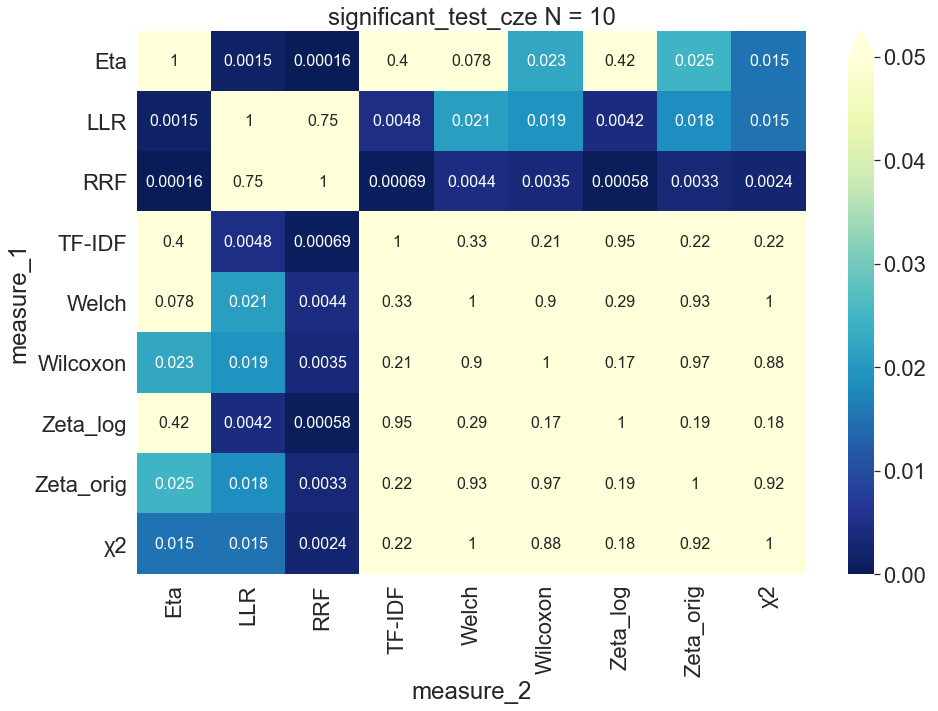 significant_test_cze N = 10
measure_1
Eta 1 0.0015 0.00016 0.4 0.078 0.023 0.42 0.025 0.015
LLR 0.0015 1 0.75 0.0048 0.021 0.019 0.0042 0.018 0.015
RRF 0.00016 0.75 1 0.00069 0.0044 0.0035 0.00058 0.0033 0.0024
TF-IDF 0.4 0.0048 0.00069 1 0.33 0.21 0.95 0.22 0.22
Welch 0.078 0.021 0.0044 0.33 1 0.9 0.29 0.93 1
Wilcoxon 0.023 0.019 0.0035 0.21 0.9 1 0.17 0.97 0.88
Zeta_log 0.42 0.0042 0.00058 0.95 0.29 0.17 1 0.19 0.18
Zeta_orig 0.025 0.018 0.0033 0.22 0.93 0.97 0.19 1 0.92
χ2 0.015 0.015 0.0024 0.22 1 0.88 0.18 0.92 1
Eta LLR RRF TF-IDF Welch Wilcoxon Zeta_log Zeta_orig χ2
measure_2
0.05
0.04
0.03
0.02
0.01
0.00